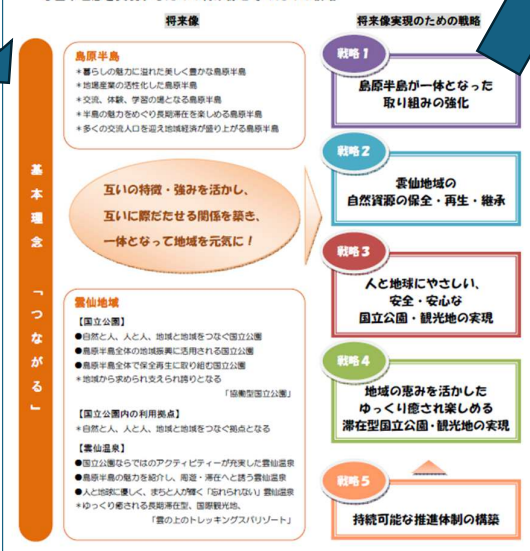 将来像
将来像実現のための戦略
基本理念 「つながる」
島原半島
＊暮らしの魅力に溢れた美しく豊かな島原半島
＊地場産業の活性化した島原半島
＊交流、体験、学習の場となる島原半島
＊半島の魅力をめぐり長期滞在を楽しめる島原半島
＊多くの交流人口を迎え地域経済が盛り上がる島原半島
互いの特徴・強みを活かし、
互いに際だたせる関係を築き、
一体となって地域を元気に！
雲仙地域
【国立公園】
●自然と人、人と人、地域と地域をつなぐ国立公園
●島原半島全体の地域振興に活用される国立公園
●島原半島全体で保全再生に取り組む国立公園
＊地域から求められ支えられ誇りとなる
「協働型国立公園」
【国立公園内の利用拠点】
＊自然と人、人と人、地域と地域をつなぐ拠点となる
【雲仙温泉】
●国立公園ならではのアクティビティーが充実した雲仙温泉
●島原半島の魅力を紹介し、周遊・滞在へと誘う雲仙温泉
●人と地球に優しく、まちと人が輝く「忘れられない」雲仙温泉
＊ゆっくり癒される長期滞在型、国際観光地、
「雲の上のトレッキングスパリゾート」
戦略1
島原半島が一体となった
取り組みの強化
戦略2
雲仙地域の
自然資源の保全・再生・継承
戦略3
人と地球にやさしい、
安全・安心な
国立公園・観光地の実現
戦略4
地域の恵みを活かした
ゆっくり癒され楽しめる
滞在型国立公園・観光地の実現
戦略5
持続可能な推進体制の構築